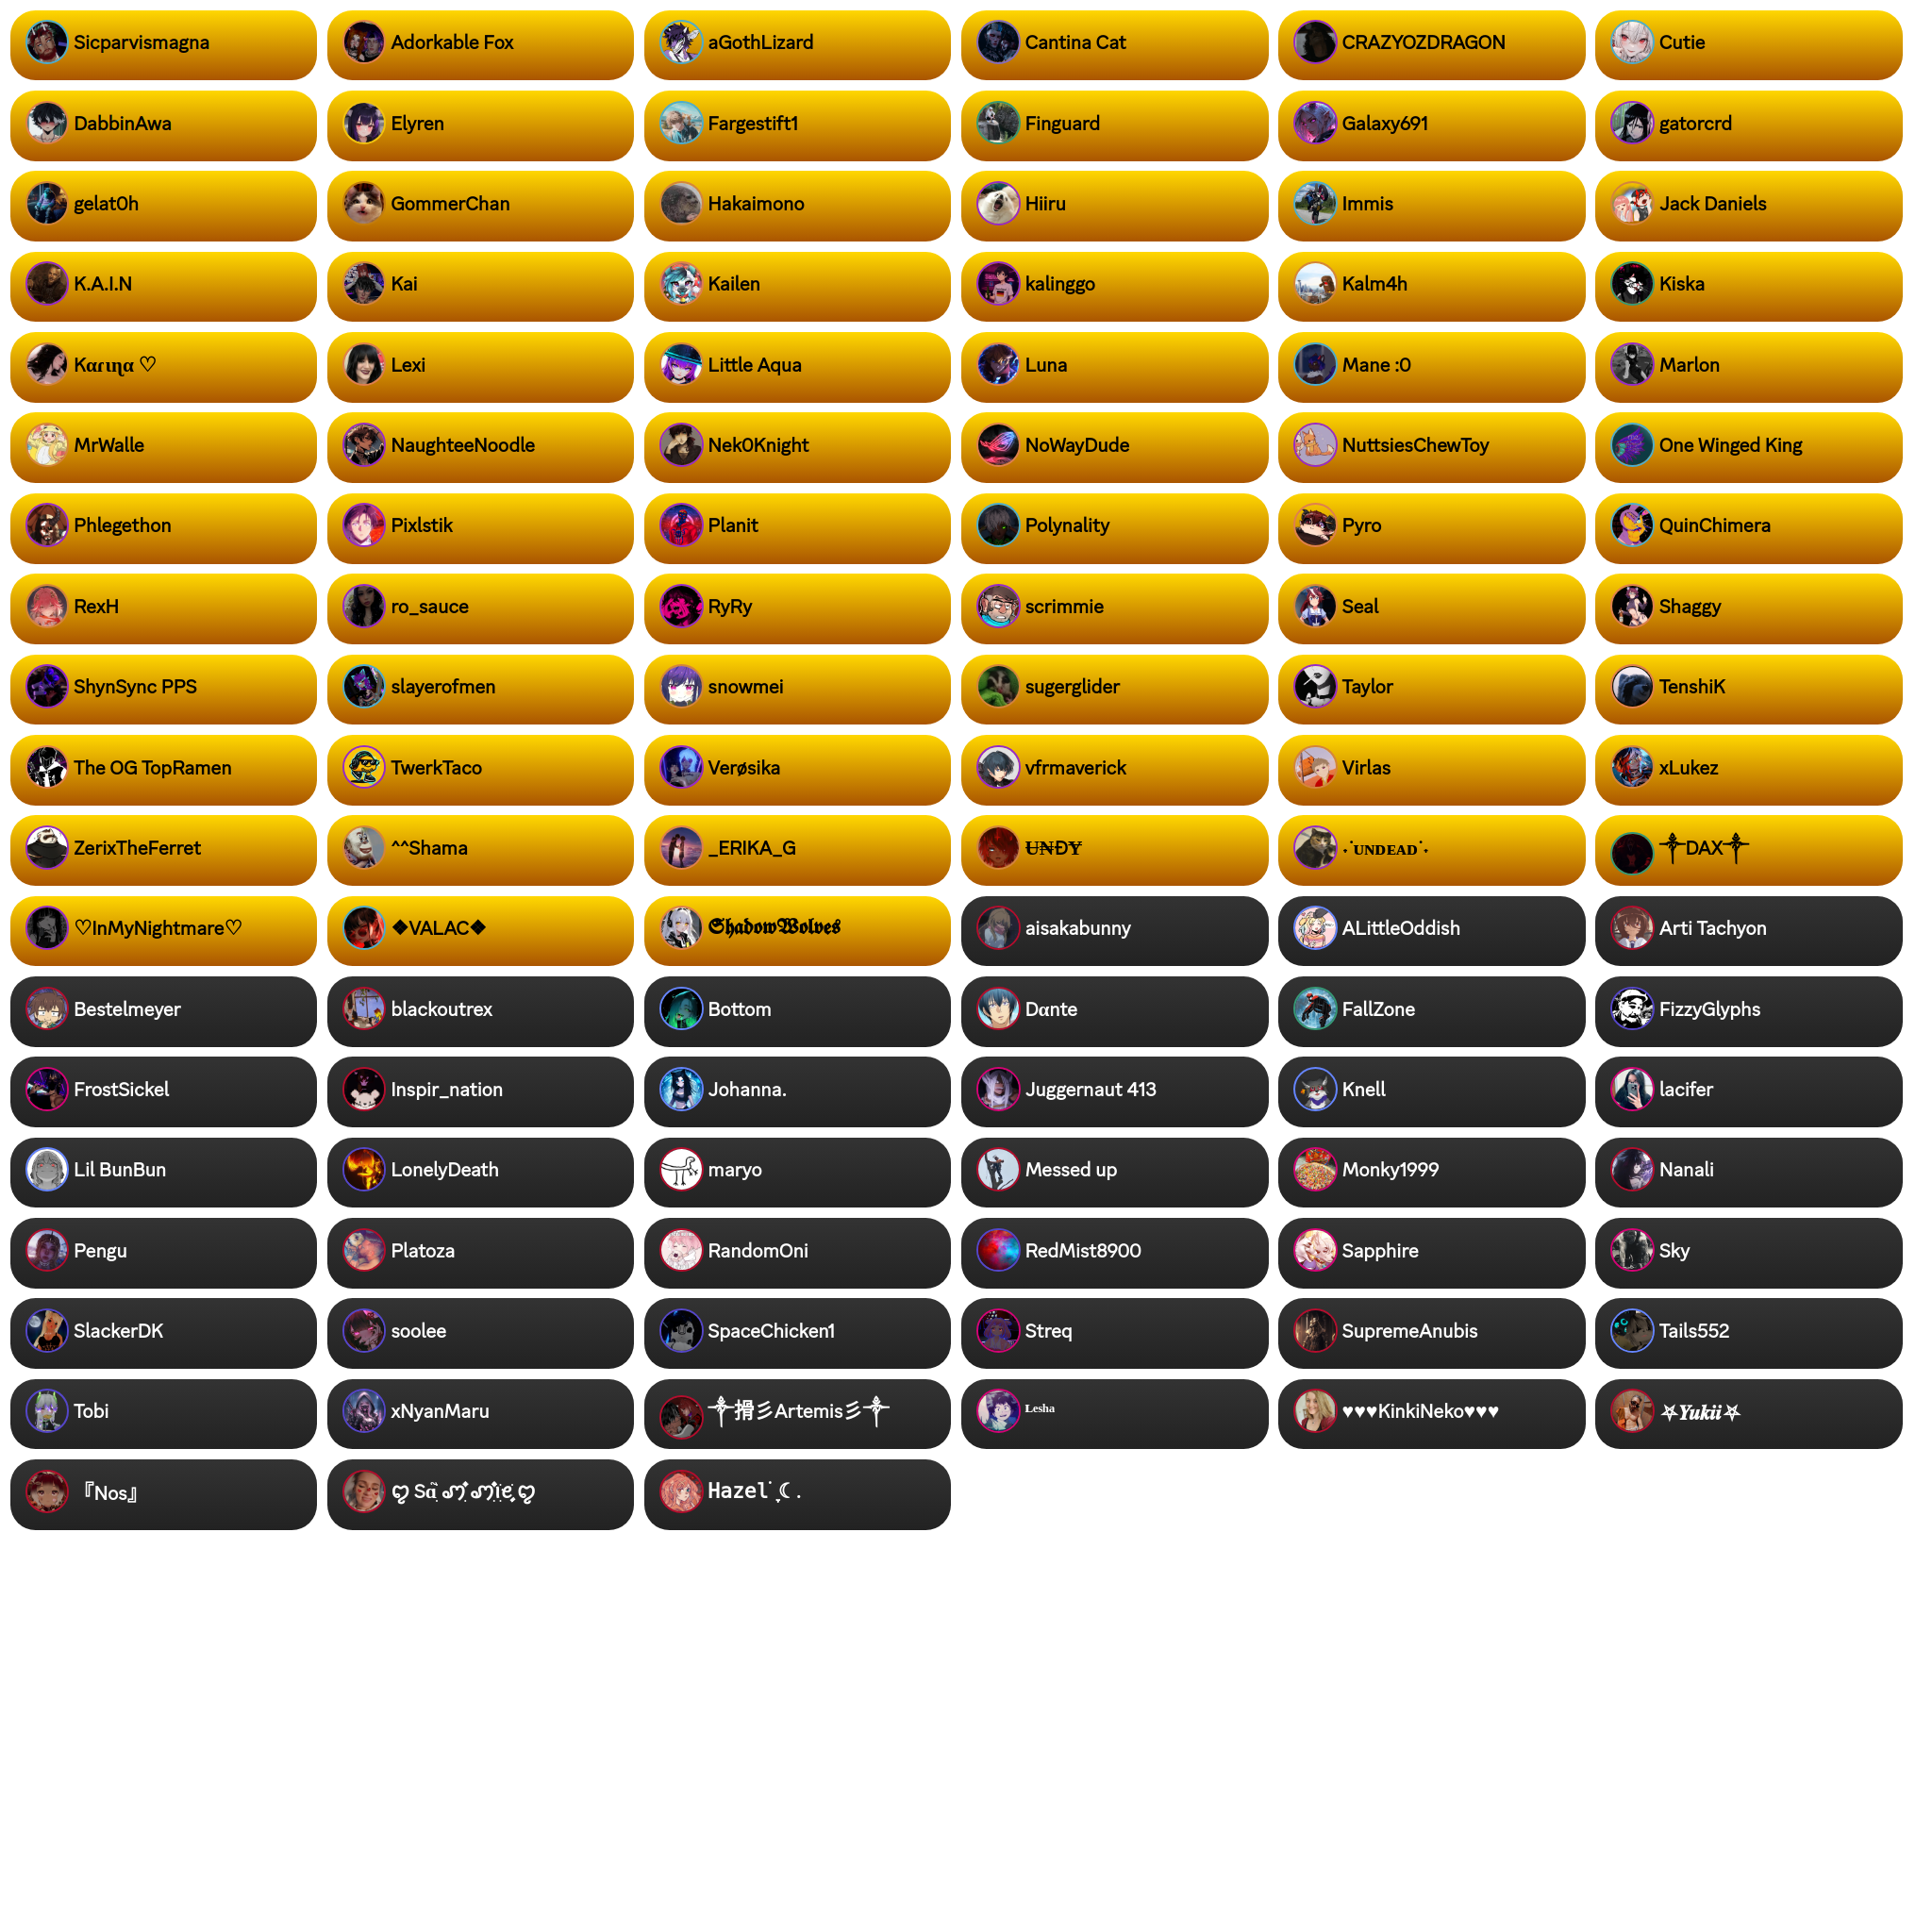 Sicparvismagna
Adorkable Fox
aGothLizard
Cantina Cat
CRAZYOZDRAGON
Cutie
DabbinAwa
Elyren
Fargestift1
Finguard
Galaxy691
gatorcrd
gelat0h
GommerChan
Hakaimono
Hiiru
Immis
Jack Daniels
K.A.I.N
Kai
Kailen
kalinggo
Kalm4h
Kiska
Kαɾιɳα ♡
Lexi
Little Aqua
Luna
Mane :0
Marlon
MrWalle
NaughteeNoodle
Nek0Knight
NoWayDude
NuttsiesChewToy
One Winged King
Phlegethon
Pixlstik
Planit
Polynality
Pyro
QuinChimera
RexH
ro_sauce
RyRy
scrimmie
Seal
Shaggy
ShynSync PPS
slayerofmen
snowmei
sugerglider
Taylor
TenshiK
The OG TopRamen
TwerkTaco
Verøsika
vfrmaverick
Virlas
xLukez
ZerixTheFerret
^^Shama
_ERIKA_G
U̶₦ĐɎ
˖˙ᴜɴᴅᴇᴀᴅ˙˖
༒DAX༒
♡InMyNightmare♡
❖VALAC❖
𝕾𝖍𝖆𝖉𝖔𝖜𝖂𝖔𝖑𝖛𝖊𝖘
aisakabunny
ALittleOddish
Arti Tachyon
Bestelmeyer
blackoutrex
Bottom
Dαnte
FallZone
FizzyGlyphs
FrostSickel
Inspir_nation
Johanna.
Juggernaut 413
Knell
lacifer
Lil BunBun
LonelyDeath
maryo
Messed up
Monky1999
Nanali
Pengu
Platoza
RandomOni
RedMist8900
Sapphire
Sky
SlackerDK
soolee
SpaceChicken1
Streq
SupremeAnubis
Tails552
Tobi
xNyanMaru
༒搰彡Artemis彡༒
ᴸᵉˢʰᵃ
♥♥♥KinkiNeko♥♥♥
⛧𝒀𝒖𝒌𝒊𝒊⛧
『Nos』
Hazel ࣪ ִֶָ☾.